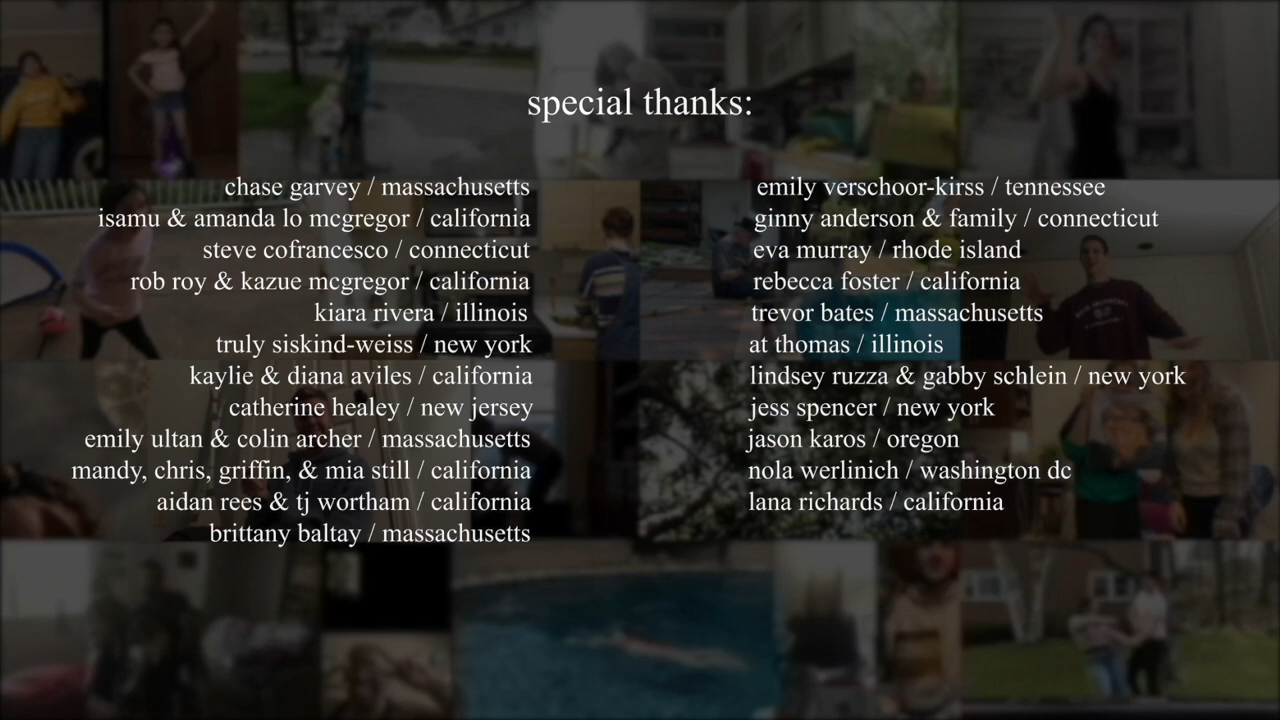 special thanks:
chase garvey / massachusetts
isamu & amanda lo mcgregor / california
steve cofrancesco / connecticut
rob roy & kazue mcgregor / california
kiara rivera / illinois
truly siskind-weiss / new york
kaylie & diana aviles / california
catherine healey / new jersey
emily ultan & colin archer / massachusetts
mandy, chris, griffin, & mia still / california
aidan rees & tj wortham / california
brittany baltay / massachusetts
emily verschoor-kirss / tennessee
ginny anderson & family / connecticut
eva murray / rhode island
rebecca foster / california
trevor bates / massachusetts
at thomas / illinois
lindsey ruzza & gabby schlein / new york
jess spencer / new york
jason karos / oregon
nola werlinich / washington dc
lana richards / california